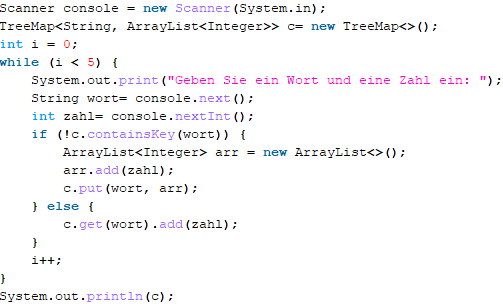 Scanner console = new Scanner(System.in);
TreeMap<String, ArrayList<Integer>> c= new TreeMap<>();
int i = 0;
while (i < 5) {
    System.out.print("Geben Sie ein Wort und eine Zahl ein: ");
    String wort= console.next();
    int zahl= console.nextInt();
    if (!c.containsKey(wort)) {
        ArrayList<Integer> arr = new ArrayList<>();
        arr.add(zahl);
        c.put(wort, arr);
    } else {
        c.get(wort).add(zahl);
    }
    i++;
}
System.out.println(c);